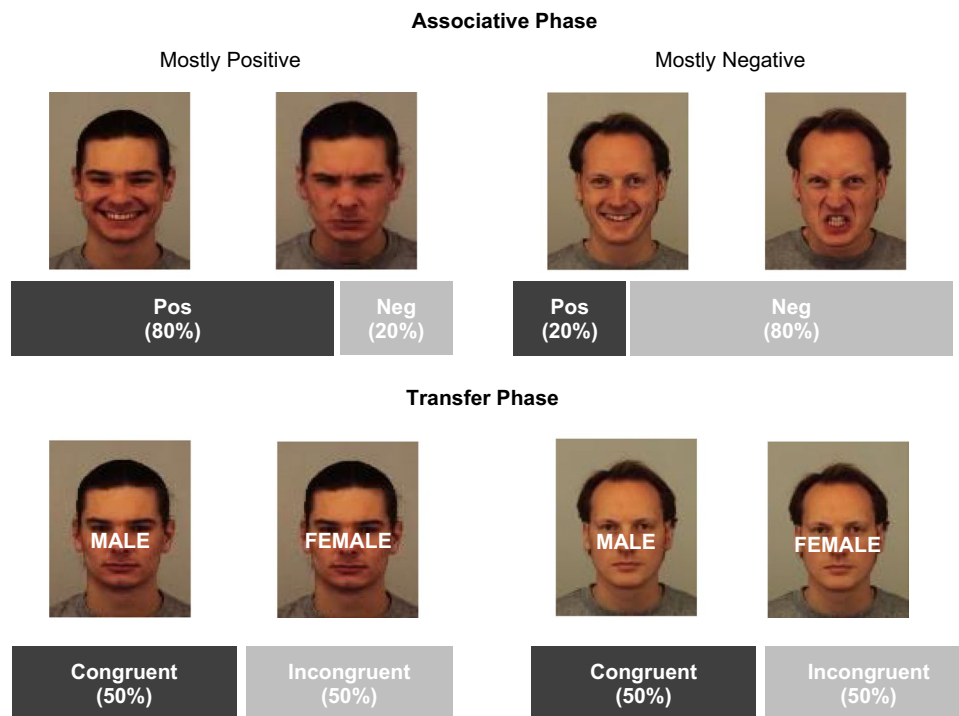 Associative Phase
Mostly Positive
Mostly Negative
Pos
(80%)
Neg
(20%)
Pos
(20%)
Neg
(80%)
Transfer Phase
MALE
FEMALE
MALE
FEMALE
Congruent
(50%)
Incongruent
(50%)
Congruent
(50%)
Incongruent
(50%)